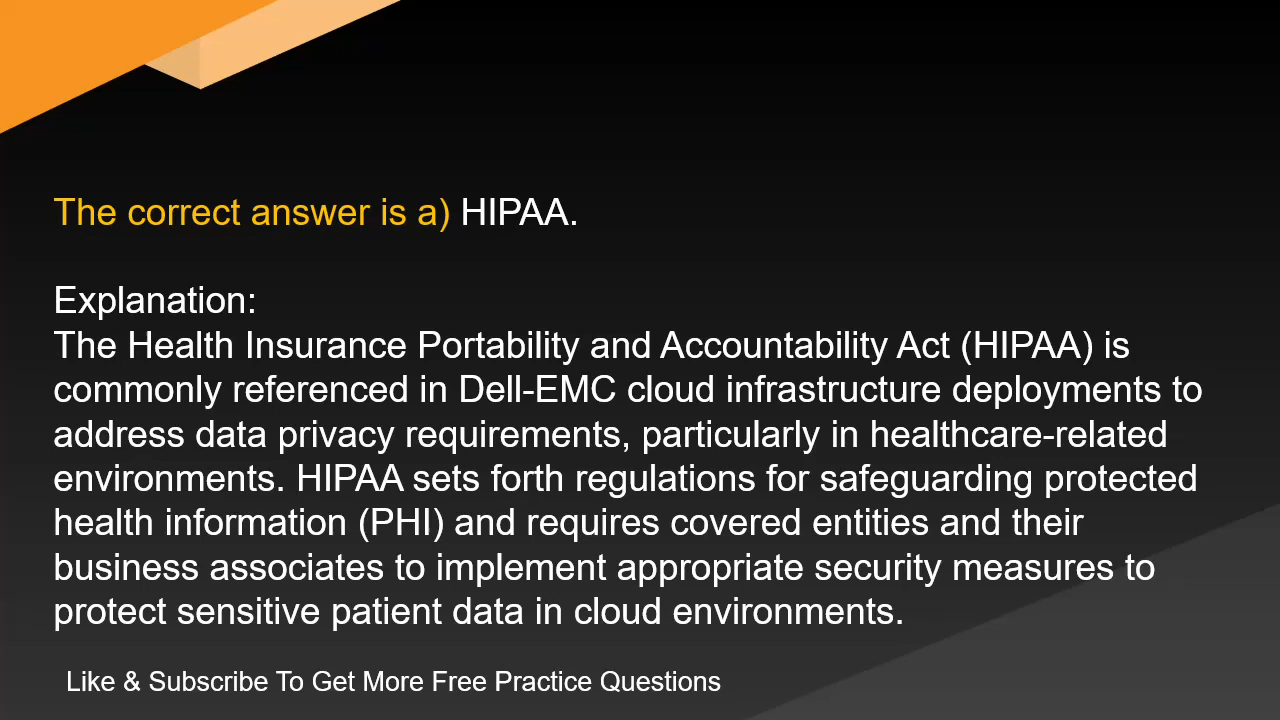 The correct answer is a) HIPAA.
Explanation:
The Health Insurance Portability and Accountability Act (HIPAA) is
commonly referenced in Dell-EMC cloud infrastructure deployments to
address data privacy requirements, particularly in healthcare-related
environments. HIPAA sets forth regulations for safeguarding protected
health information (PHI) and requires covered entities and their
business associates to implement appropriate security measures to
protect sensitive patient data in cloud environments.
Like & Subscribe To Get More Free Practice Questions